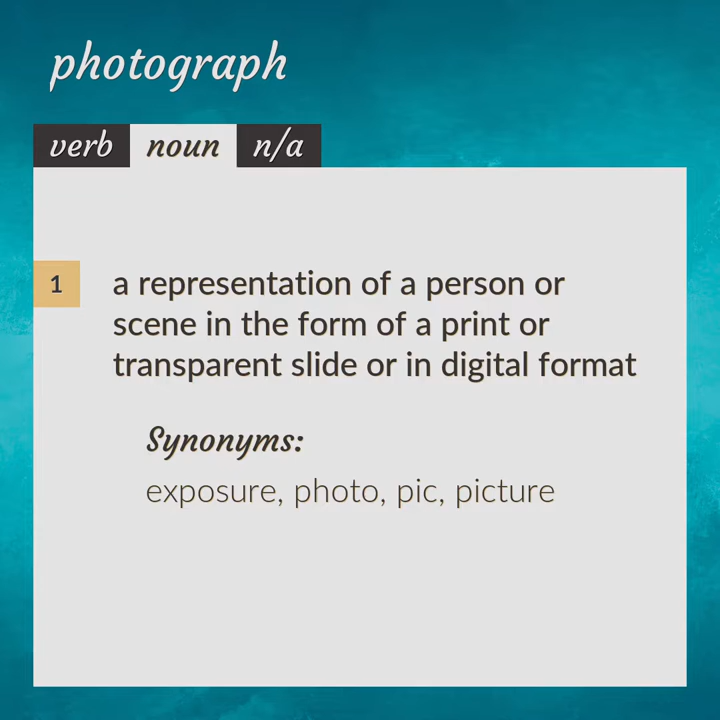 photograph
verb noun n/a
1 a representation of a person or
scene in the form of a print or
transparent slide or in digital format
Synonyms:
exposure, photo, pic, picture